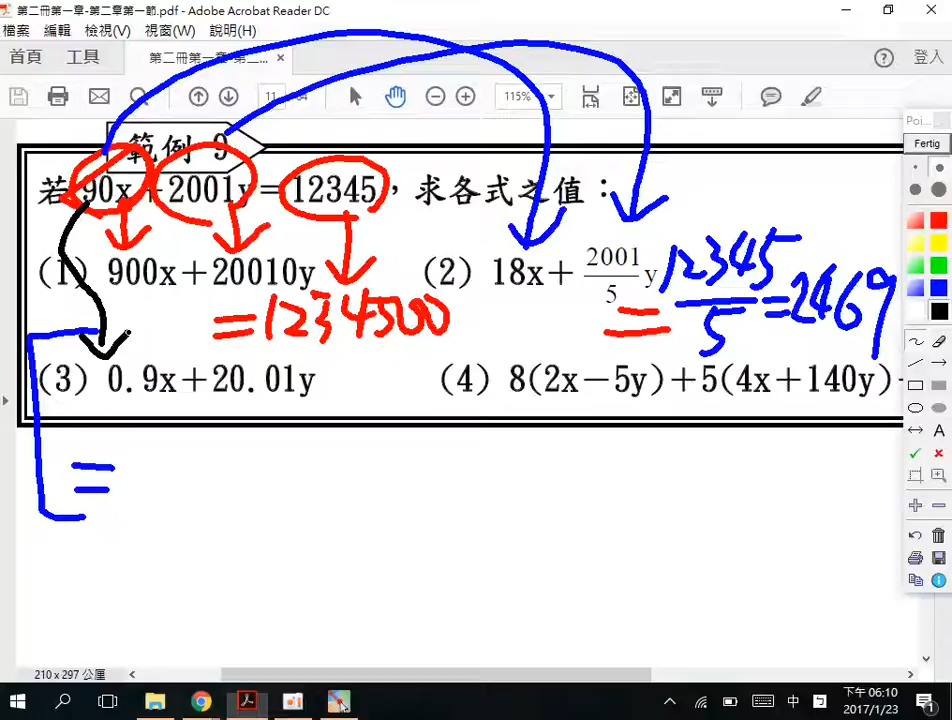 第二冊第一章-第二章第一節.pdf - Adobe Acrobat Reader DC
檔案 編輯 檢視(V) 視窗(W) 說明(H)
首頁 工具 第二冊第一章-第二... × 登入
11 115%
Poi...
Fertig
範例 9
若 90x+2001y=12345，求各式之值：
(1) 900x+20010y (2) 18x+2001/5 y 12345/5=2469
=1234500 =
(3) 0.9x+20.01y (4) 8(2x-5y)+5(4x+140y)
=
210 x 297 公厘
中 下午 06:10
2017/1/23